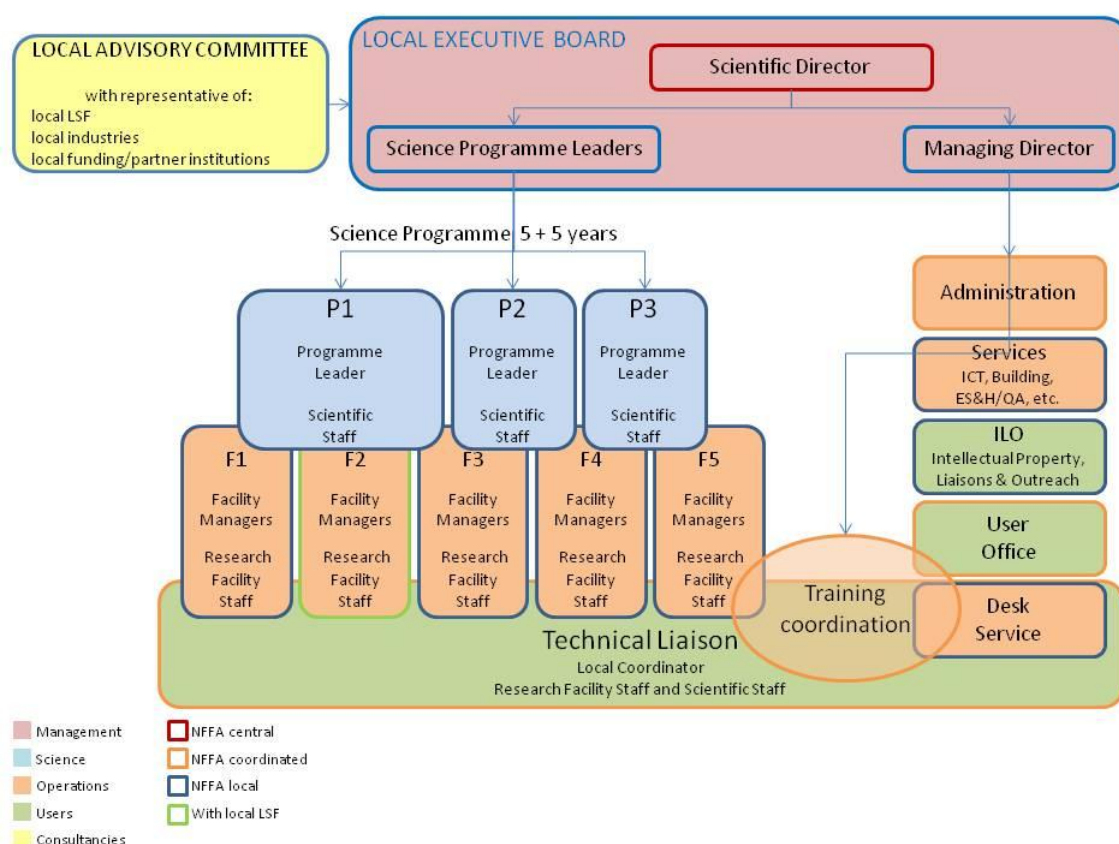 LOCAL ADVISORY COMMITTEE
with representative of:
local LSF
local industries
local funding/partner institutions
LOCAL EXECUTIVE BOARD
Scientific Director
Science Programme Leaders
Managing Director
Science Programme 5 + 5 years
P1
Programme
Leader
Scientific
Staff
P2
Programme
Leader
Scientific
Staff
P3
Programme
Leader
Scientific
Staff
F1
Facility
Managers
Research
Facility
Staff
F2
Facility
Managers
Research
Facility
Staff
F3
Facility
Managers
Research
Facility
Staff
F4
Facility
Managers
Research
Facility
Staff
F5
Facility
Managers
Research
Facility
Staff
Administration
Services
ICT, Building,
ES&H/QA, etc.
ILO
Intellectual Property,
Liaisons & Outreach
User
Office
Desk
Service
Training
coordination
Technical Liaison
Local Coordinator
Research Facility Staff and Scientific Staff
Management
Science
Operations
Users
Consultancies
NFFA central
NFFA coordinated
NFFA local
With local LSF